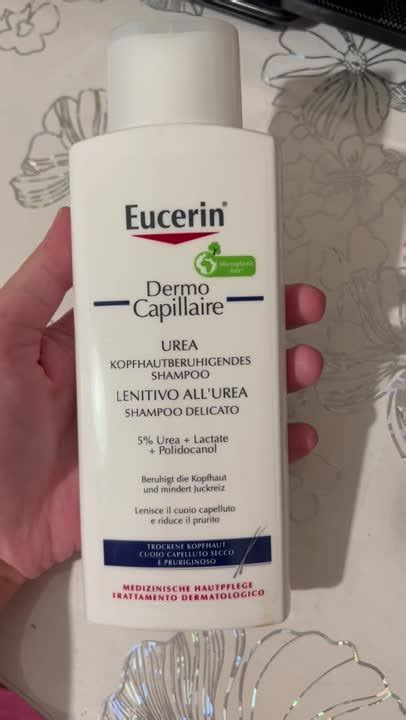 Eucerin®
Microplastic
free*
Dermo
Capillaire
UREA
KOPFHAUTBERUHIGENDES
SHAMPOO
LENITIVO ALL'UREA
SHAMPOO DELICATO
5% Urea + Lactate
+ Polidocanol
Beruhigt die Kopfhaut
und mindert Juckreiz
Lenisce il cuoio capelluto
e riduce il prurito
TROCKENE KOPFHAUT
CUOIO CAPELLUTO SECCO
E PRURIGINOSO
MEDIZINISCHE HAUTPFLEGE
TRATTAMENTO DERMATOLOGICO